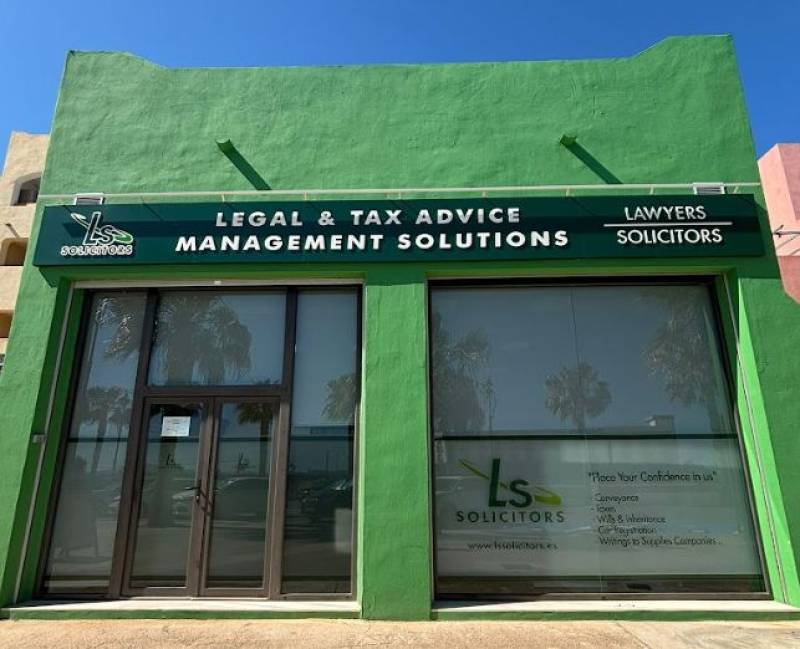 LS
SOLICITORS
LEGAL & TAX ADVICE
MANAGEMENT SOLUTIONS
LAWYERS
SOLICITORS
LS
SOLICITORS
www.lssolicitors.es
"Place Your Confidence in us"
- Conveyance
- Taxes
- Wills & Inheritance
- Car Registration
- Writings to Supplies Companies...